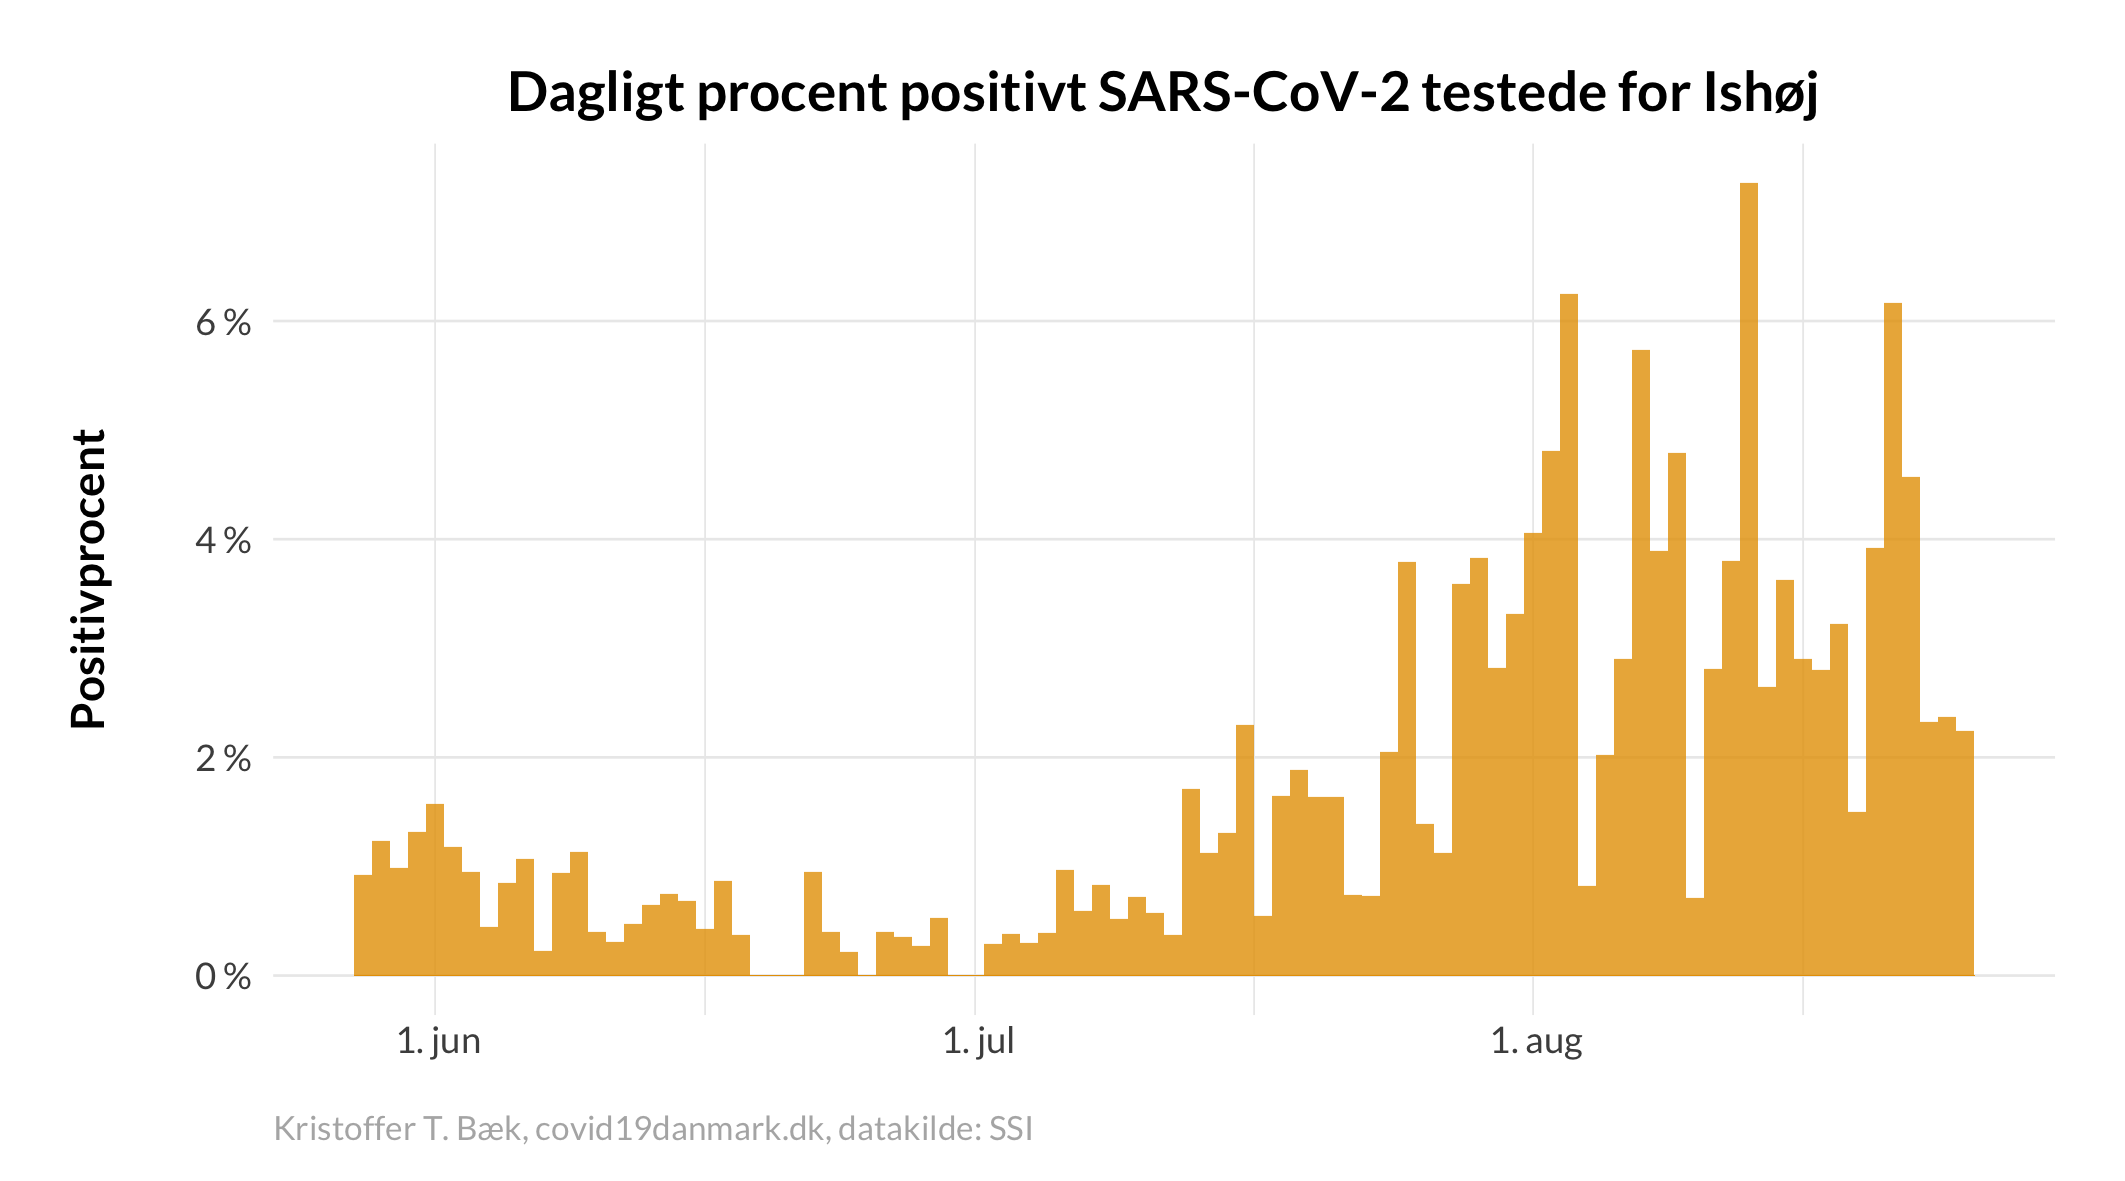 Dagligt procent positivt SARS-CoV-2 testede for Ishøj
Positivprocent
6 %
4 %
2 %
0 %
1. jun
1. jul
1. aug
Kristoffer T. Bæk, covid19danmark.dk, datakilde: SSI